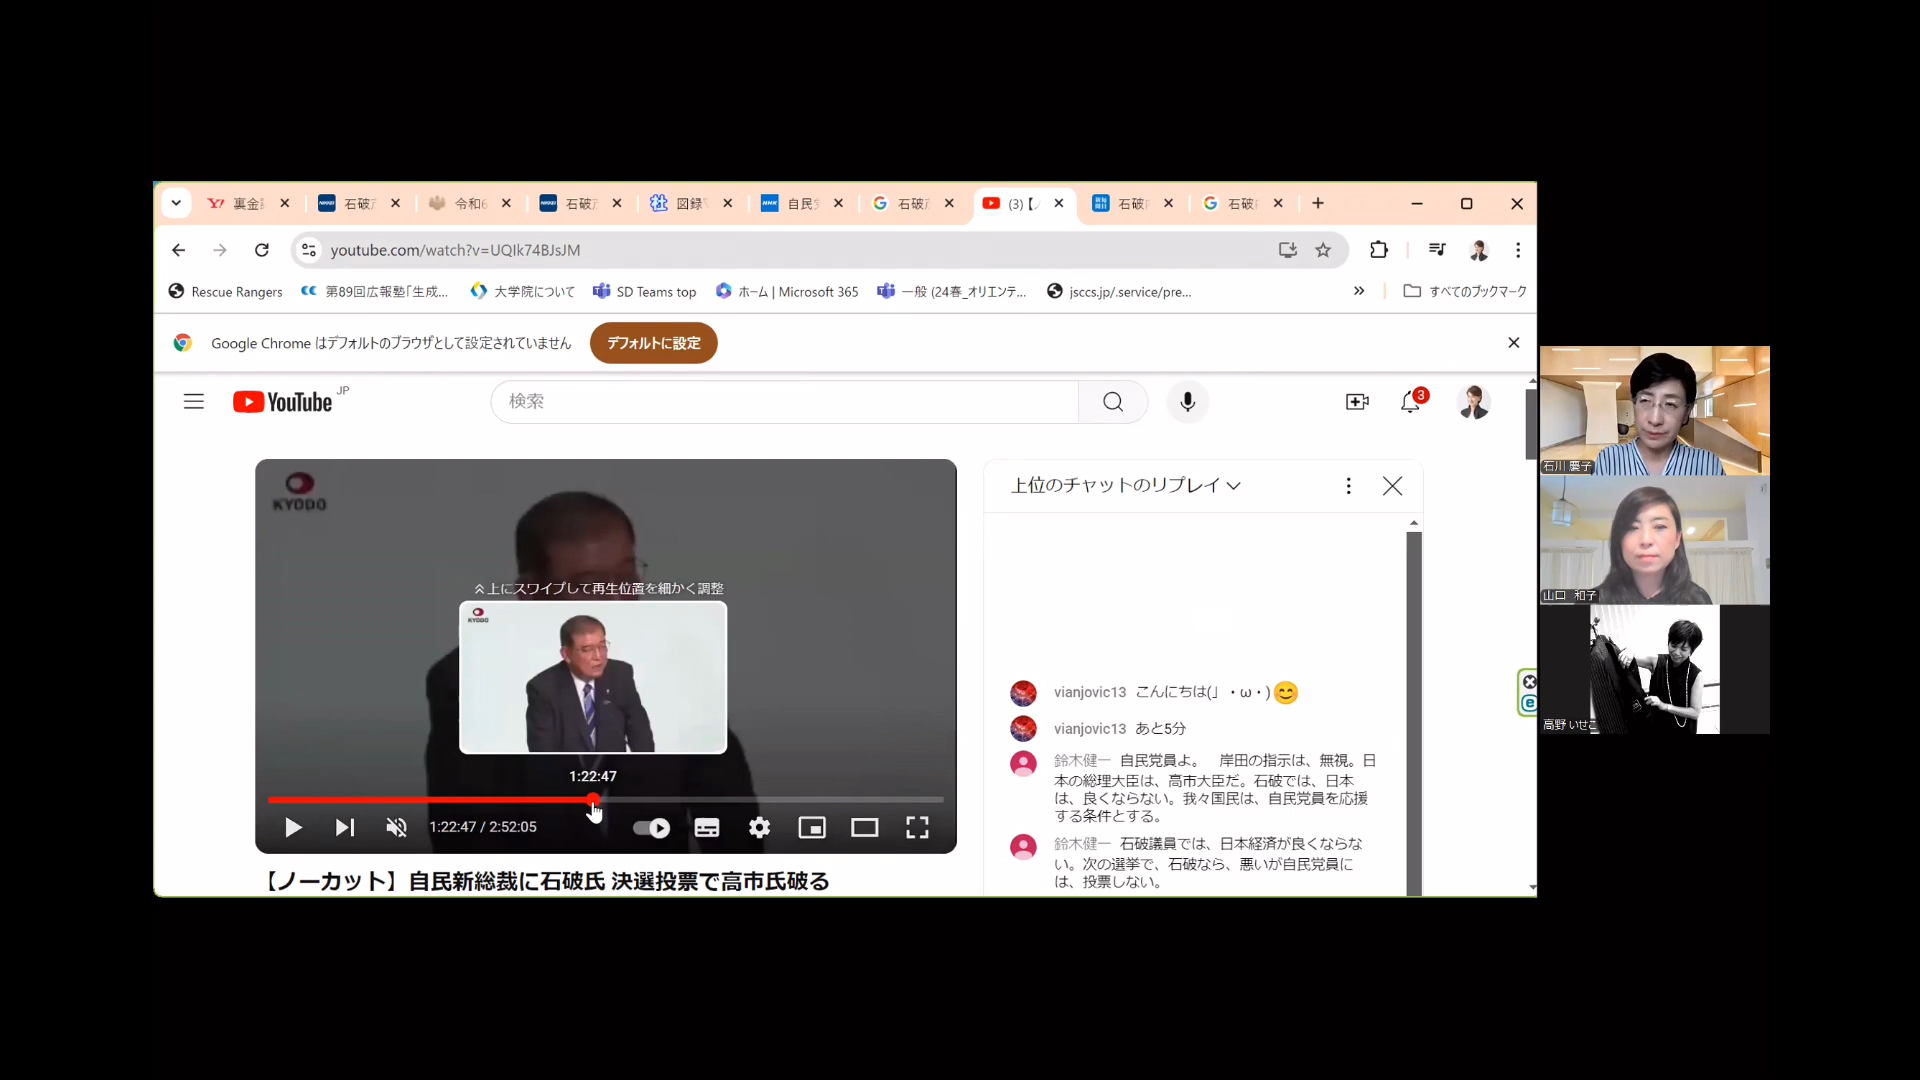 裏金
石破
令和6
石破
図録
自民
石破
(3)【
石破
石破
youtube.com/watch?v=UQIk74BJsJM
Rescue Rangers
第89回広報塾「生成...
大学院について
SD Teams top
ホーム | Microsoft 365
一般 (24春_オリエンテ...
jsccs.jp/.service/pre...
»
すべてのブックマーク
Google Chrome はデフォルトのブラウザとして設定されていません
デフォルトに設定
YouTube JP
検索
3
KYODO
上にスワイプして再生位置を細かく調整
KYODO
1:22:47
1:22:47 / 2:52:05
【ノーカット】自民新総裁に石破氏 決選投票で高市氏破る
上位のチャットのリプレイ
vianjovic13 こんにちは(」・ω・)😊
vianjovic13 あと5分
鈴木健一 自民党員よ。 岸田の指示は、無視。日
本の総理大臣は、高市大臣だ。石破では、日本
は、良くならない。我々国民は、自民党員を応援
する条件とする。
鈴木健一 石破議員では、日本経済が良くならな
い。次の選挙で、石破なら、悪いが自民党員に
は、投票しない。
石川 慶子
山口 和子
高野 いせこ